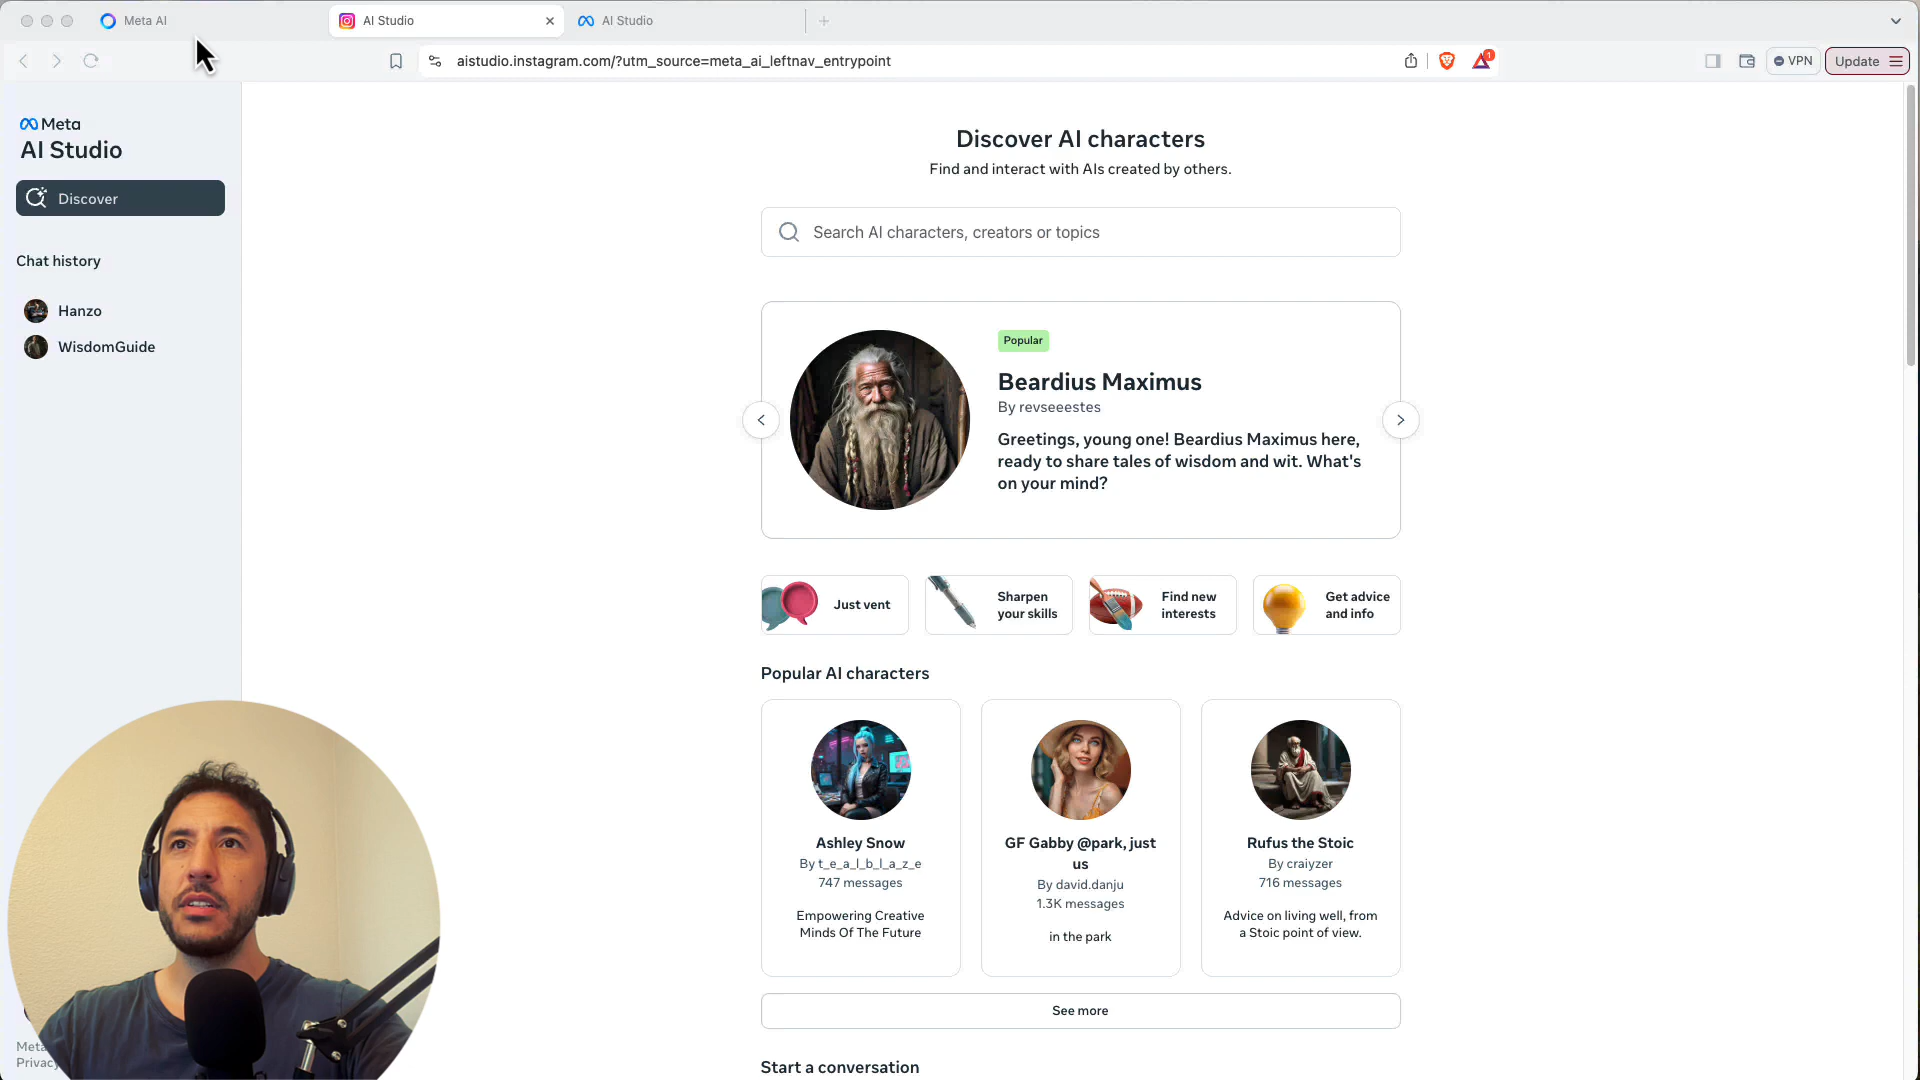 Meta AI
AI Studio
AI Studio
aistudio.instagram.com/?utm_source=meta_ai_leftnav_entrypoint
1
VPN
Update
Meta
AI Studio
Discover
Chat history
Hanzo
WisdomGuide
Discover AI characters
Find and interact with AIs created by others.
Search AI characters, creators or topics
Popular
Beardius Maximus
By revseeestes
Greetings, young one! Beardius Maximus here,
ready to share tales of wisdom and wit. What's
on your mind?
Just vent
Sharpen
your skills
Find new
interests
Get advice
and info
Popular AI characters
Ashley Snow
By t_e_a_l_b_l_a_z_e
747 messages
Empowering Creative
Minds Of The Future
GF Gabby @park, just
us
By david.danju
1.3K messages
in the park
Rufus the Stoic
By craiyzer
716 messages
Advice on living well, from
a Stoic point of view.
See more
Start a conversation
Meta
Privacy